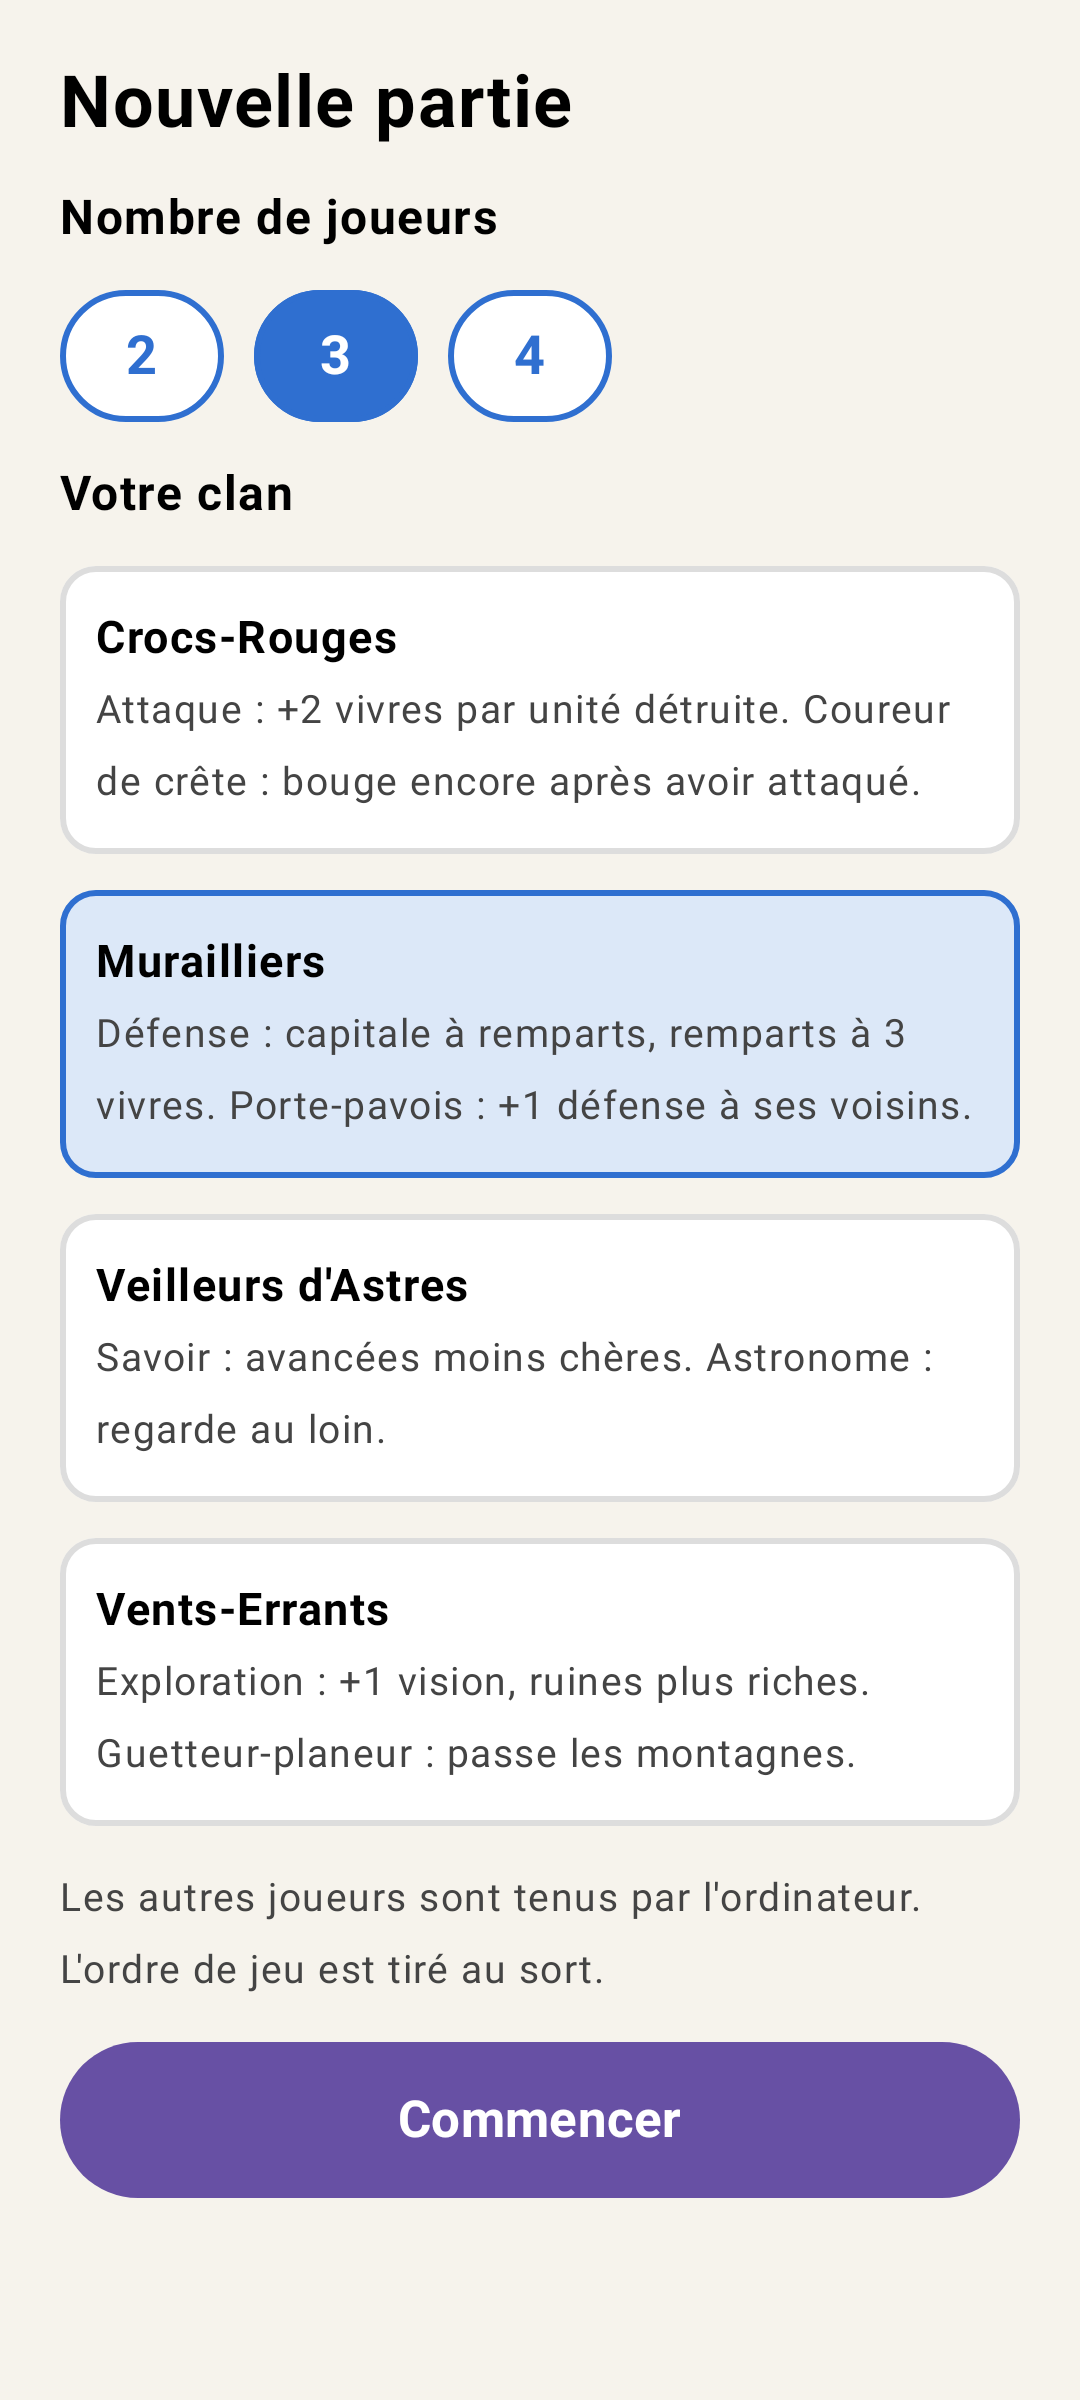 Nouvelle partie
Nombre de joueurs
2 3 4
Votre clan
Crocs-Rouges
Attaque : +2 vivres par unité détruite. Coureur
de crête : bouge encore après avoir attaqué.
Murailliers
Défense : capitale à remparts, remparts à 3
vivres. Porte-pavois : +1 défense à ses voisins.
Veilleurs d'Astres
Savoir : avancées moins chères. Astronome :
regarde au loin.
Vents-Errants
Exploration : +1 vision, ruines plus riches.
Guetteur-planeur : passe les montagnes.
Les autres joueurs sont tenus par l'ordinateur.
L'ordre de jeu est tiré au sort.
Commencer